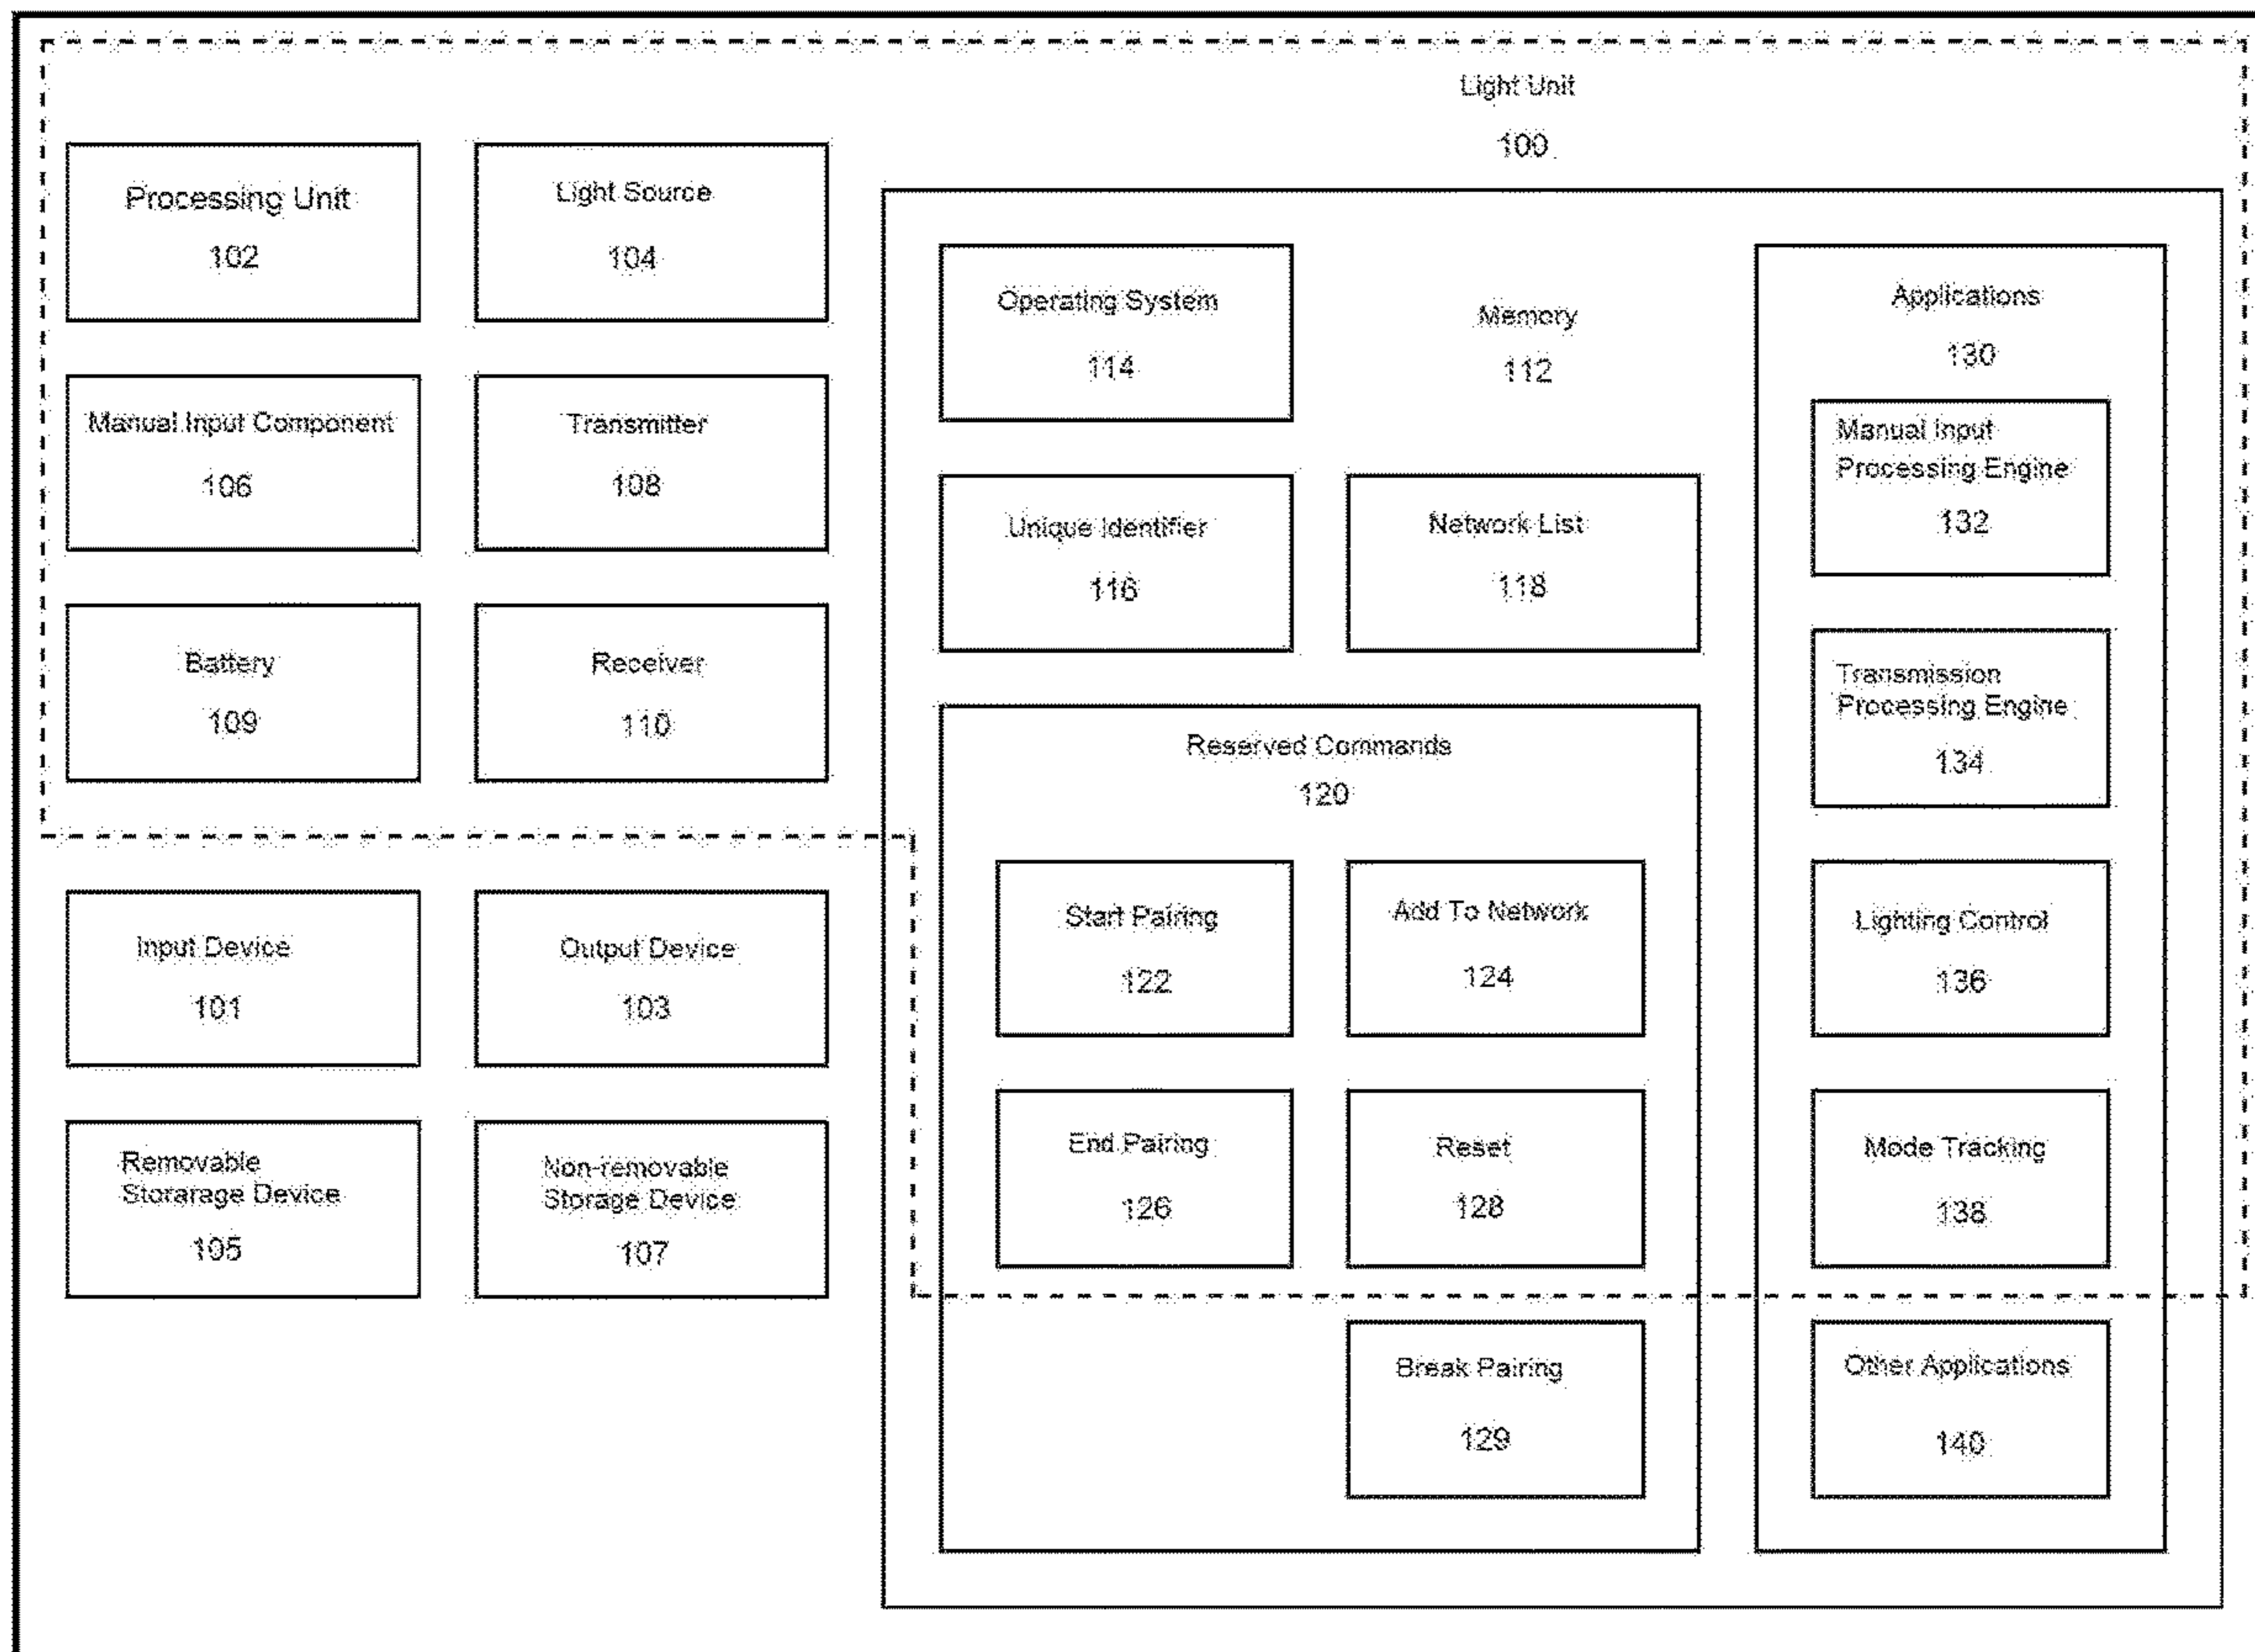 Light Unit
100
Processing Unit
102
Light Source
104
Manual Input Component
106
Transmitter
108
Battery
109
Receiver
110
Input Device
101
Output Device
103
Removable
Storarage Device
105
Non-removable
Storage Device
107
Memory
112
Operating System
114
Unique Identifier
116
Network List
118
Reserved Commands
120
Start Pairing
122
Add To Network
124
End Pairing
126
Reset
128
Break Pairing
129
Applications
130
Manual Input
Processing Engine
132
Transmission
Processing Engine
134
Lighting Control
136
Mode Tracking
138
Other Applications
140